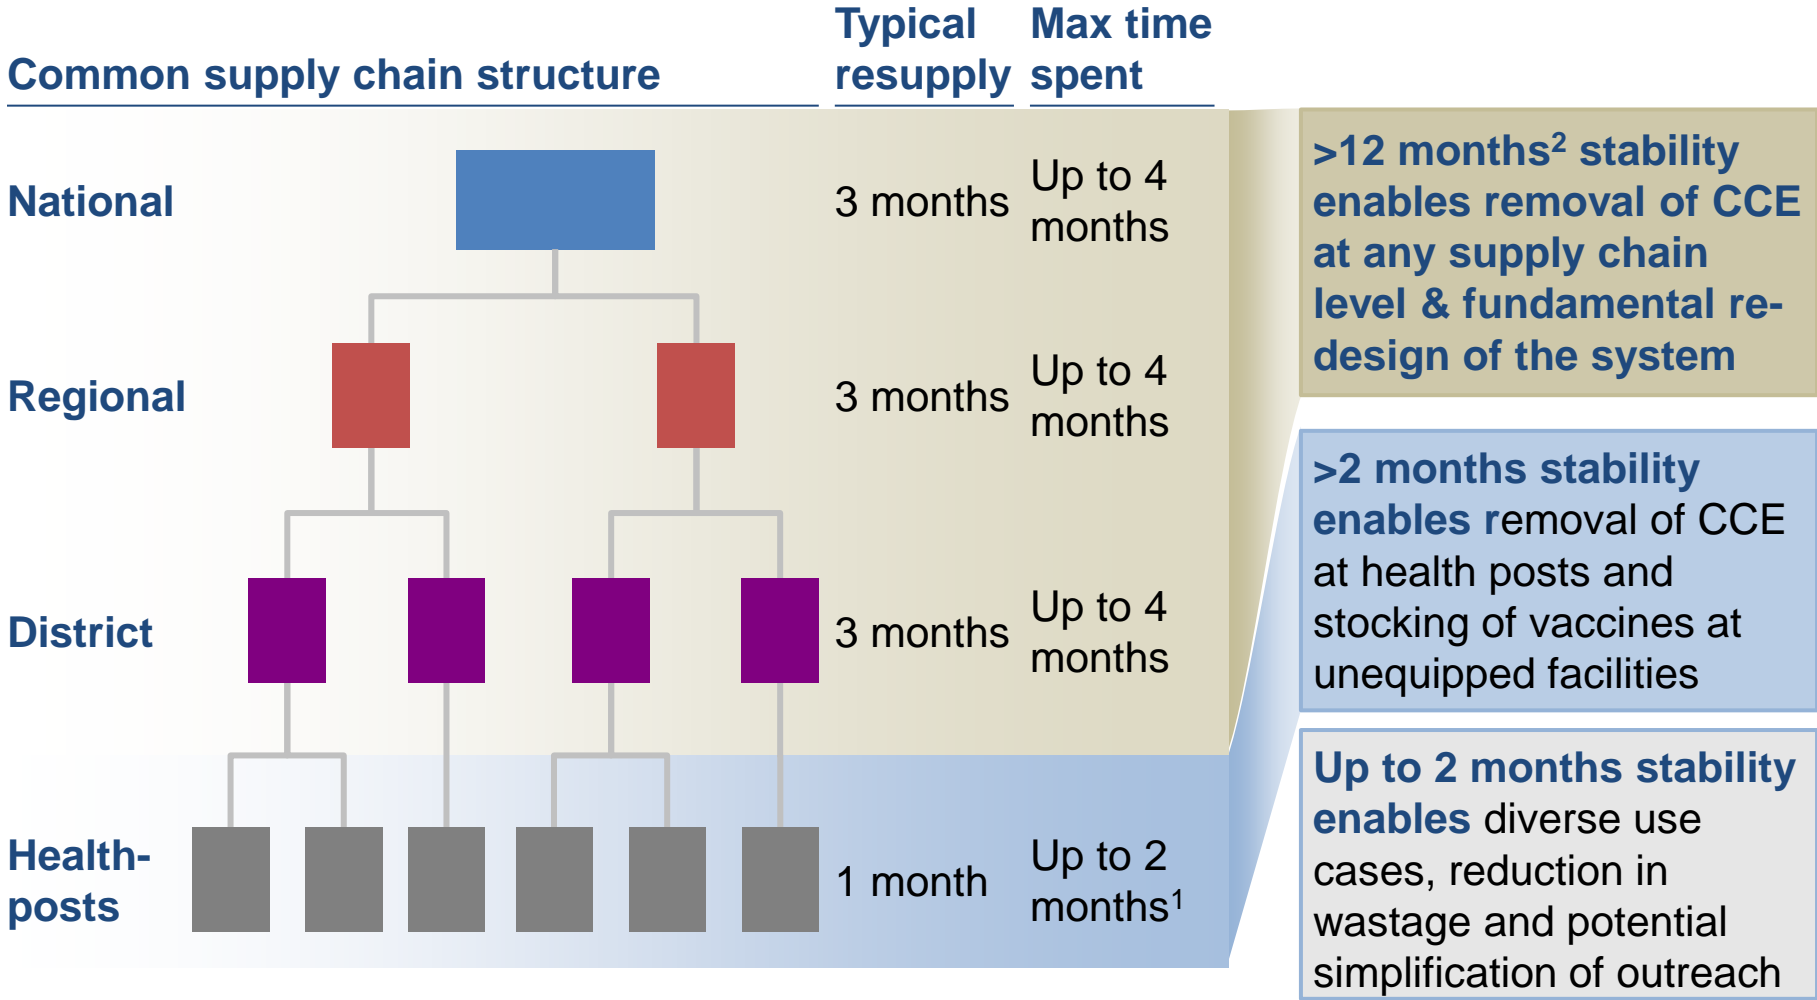 Common supply chain structure
Typical
resupply
Max time
spent
National
3 months
Up to 4
months
Regional
3 months
Up to 4
months
District
3 months
Up to 4
months
Health-
posts
1 month
Up to 2
months¹
>12 months² stability
enables removal of CCE
at any supply chain
level & fundamental re-
design of the system
>2 months stability
enables removal of CCE
at health posts and
stocking of vaccines at
unequipped facilities
Up to 2 months stability
enables diverse use
cases, reduction in
wastage and potential
simplification of outreach